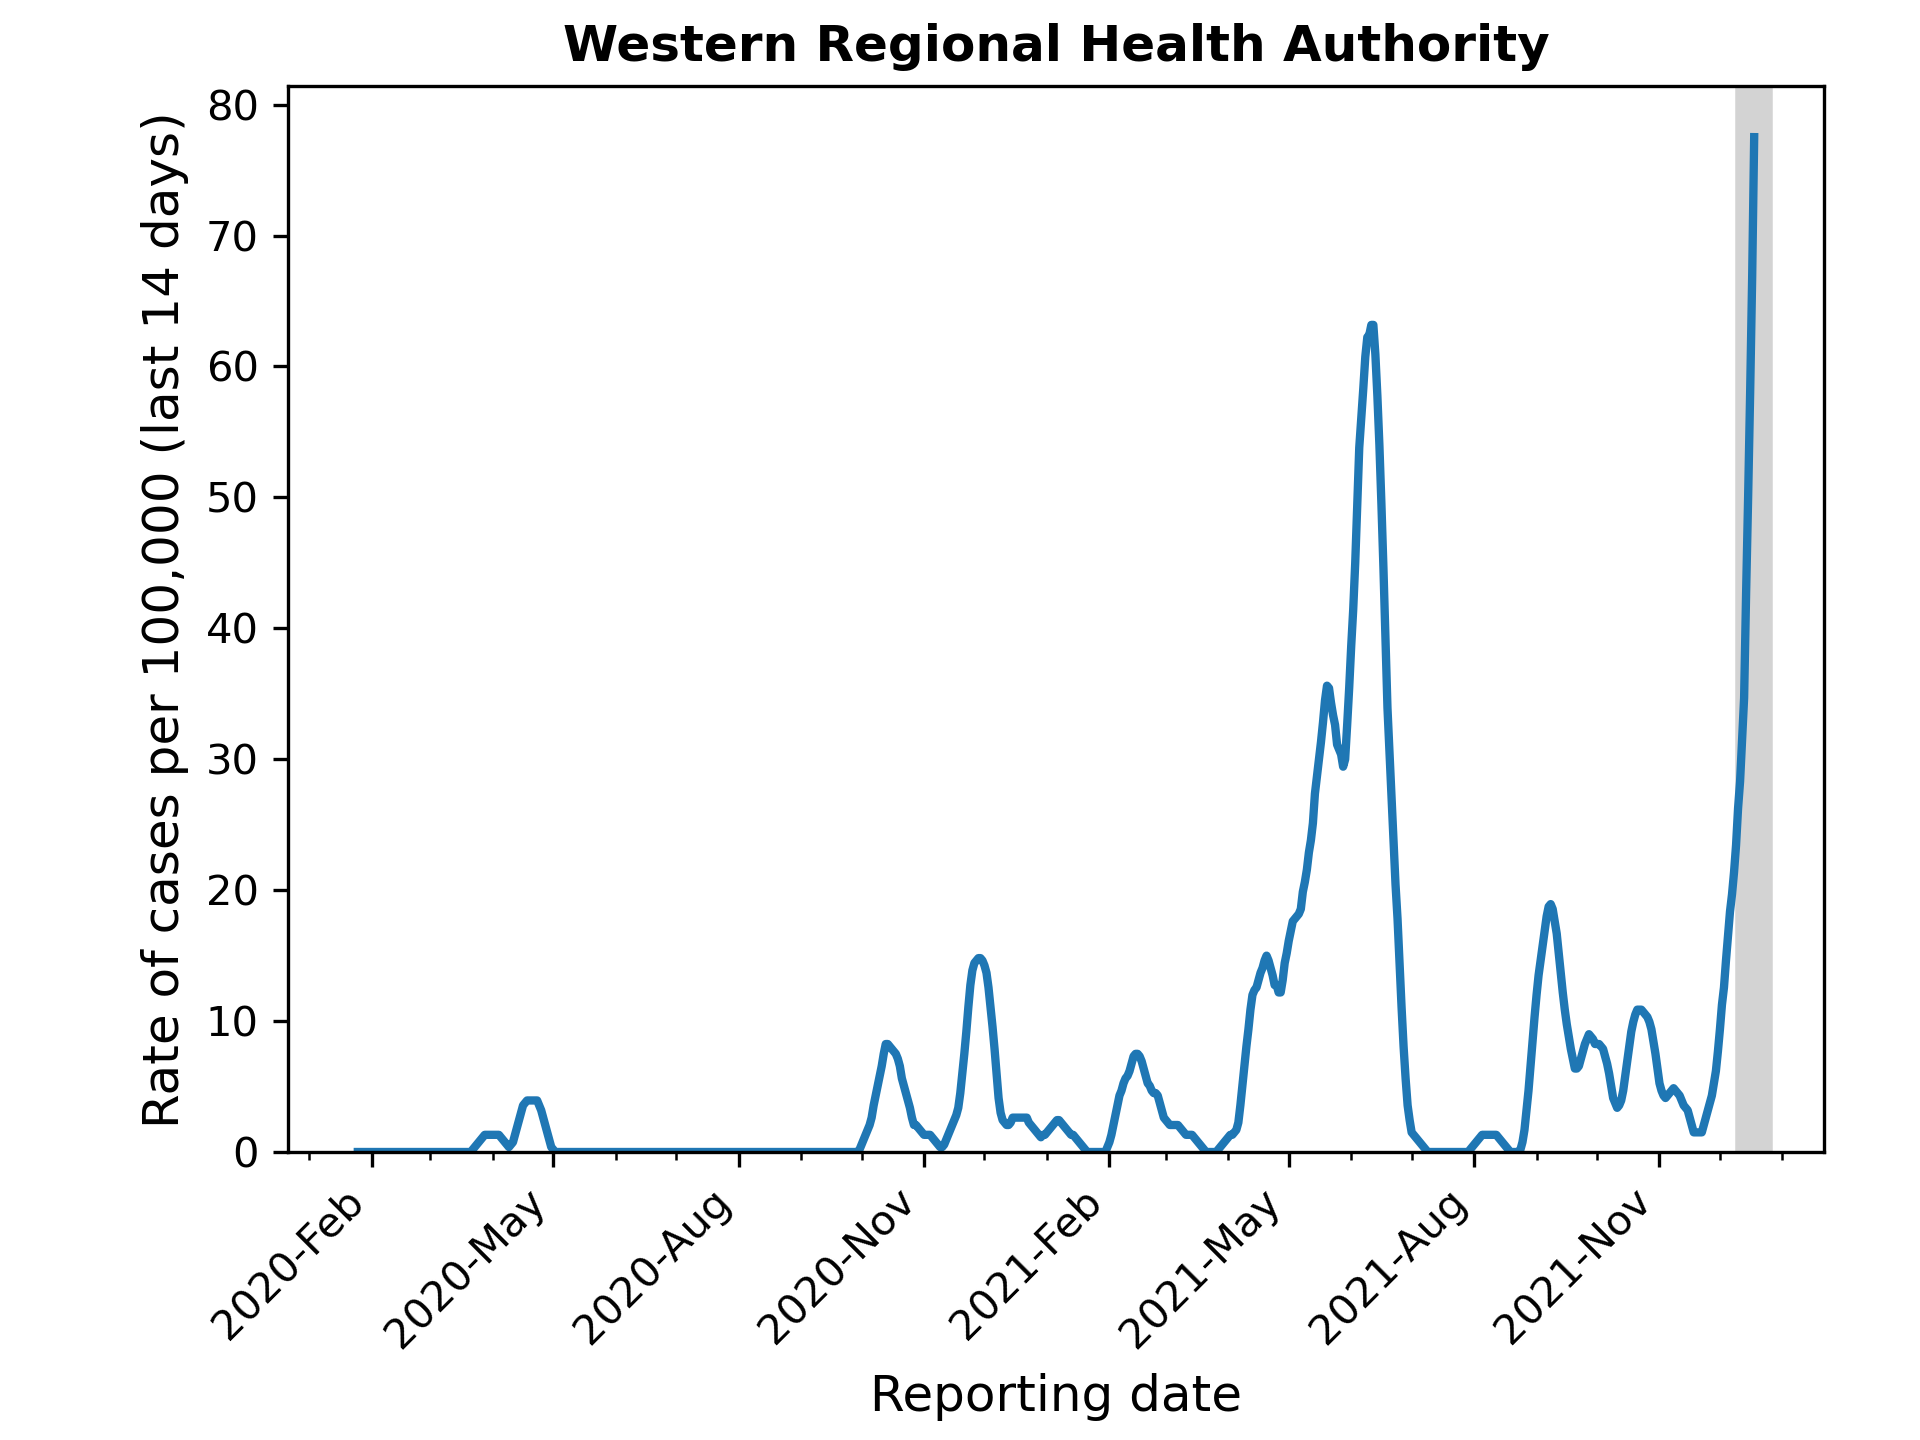 Western Regional Health Authority
Rate of cases per 100,000 (last 14 days)
80
70
60
50
40
30
20
10
0
2020-Feb
2020-May
2020-Aug
2020-Nov
2021-Feb
2021-May
2021-Aug
2021-Nov
Reporting date